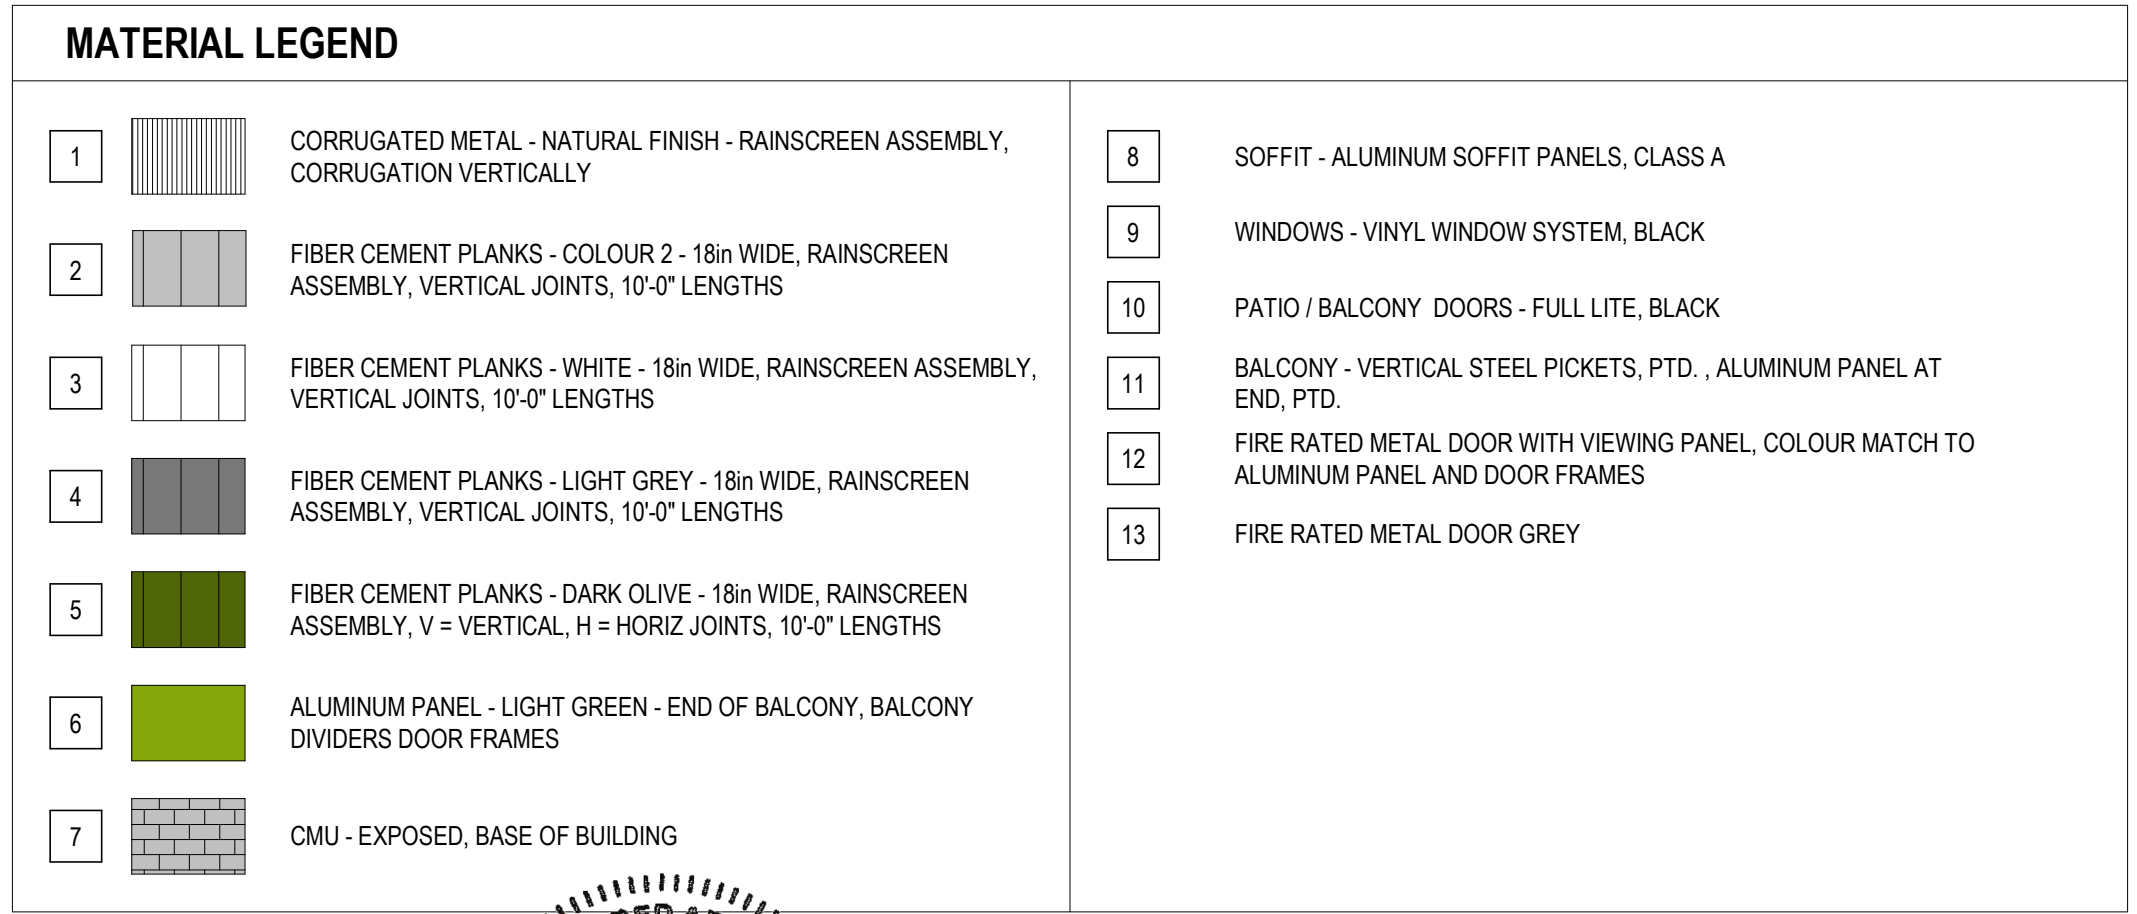 MATERIAL LEGEND
1
CORRUGATED METAL - NATURAL FINISH - RAINSCREEN ASSEMBLY,
CORRUGATION VERTICALLY
2
FIBER CEMENT PLANKS - COLOUR 2 - 18in WIDE, RAINSCREEN
ASSEMBLY, VERTICAL JOINTS, 10'-0" LENGTHS
3
FIBER CEMENT PLANKS - WHITE - 18in WIDE, RAINSCREEN ASSEMBLY,
VERTICAL JOINTS, 10'-0" LENGTHS
4
FIBER CEMENT PLANKS - LIGHT GREY - 18in WIDE, RAINSCREEN
ASSEMBLY, VERTICAL JOINTS, 10'-0" LENGTHS
5
FIBER CEMENT PLANKS - DARK OLIVE - 18in WIDE, RAINSCREEN
ASSEMBLY, V = VERTICAL, H = HORIZ JOINTS, 10'-0" LENGTHS
6
ALUMINUM PANEL - LIGHT GREEN - END OF BALCONY, BALCONY
DIVIDERS DOOR FRAMES
7
CMU - EXPOSED, BASE OF BUILDING
8
SOFFIT - ALUMINUM SOFFIT PANELS, CLASS A
9
WINDOWS - VINYL WINDOW SYSTEM, BLACK
10
PATIO / BALCONY  DOORS - FULL LITE, BLACK
11
BALCONY - VERTICAL STEEL PICKETS, PTD. , ALUMINUM PANEL AT
END, PTD.
12
FIRE RATED METAL DOOR WITH VIEWING PANEL, COLOUR MATCH TO
ALUMINUM PANEL AND DOOR FRAMES
13
FIRE RATED METAL DOOR GREY